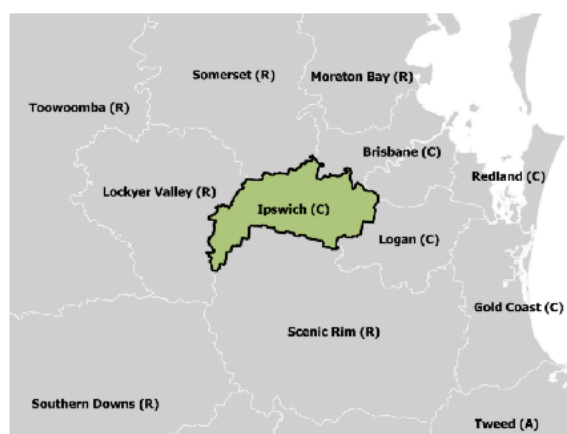 Somerset (R)
Moreton Bay (R)
Toowoomba (R)
Brisbane (C)
Redland (C)
Lockyer Valley (R)
Ipswich (C)
Logan (C)
Gold Coast (C)
Scenic Rim (R)
Southern Downs (R)
Tweed (A)